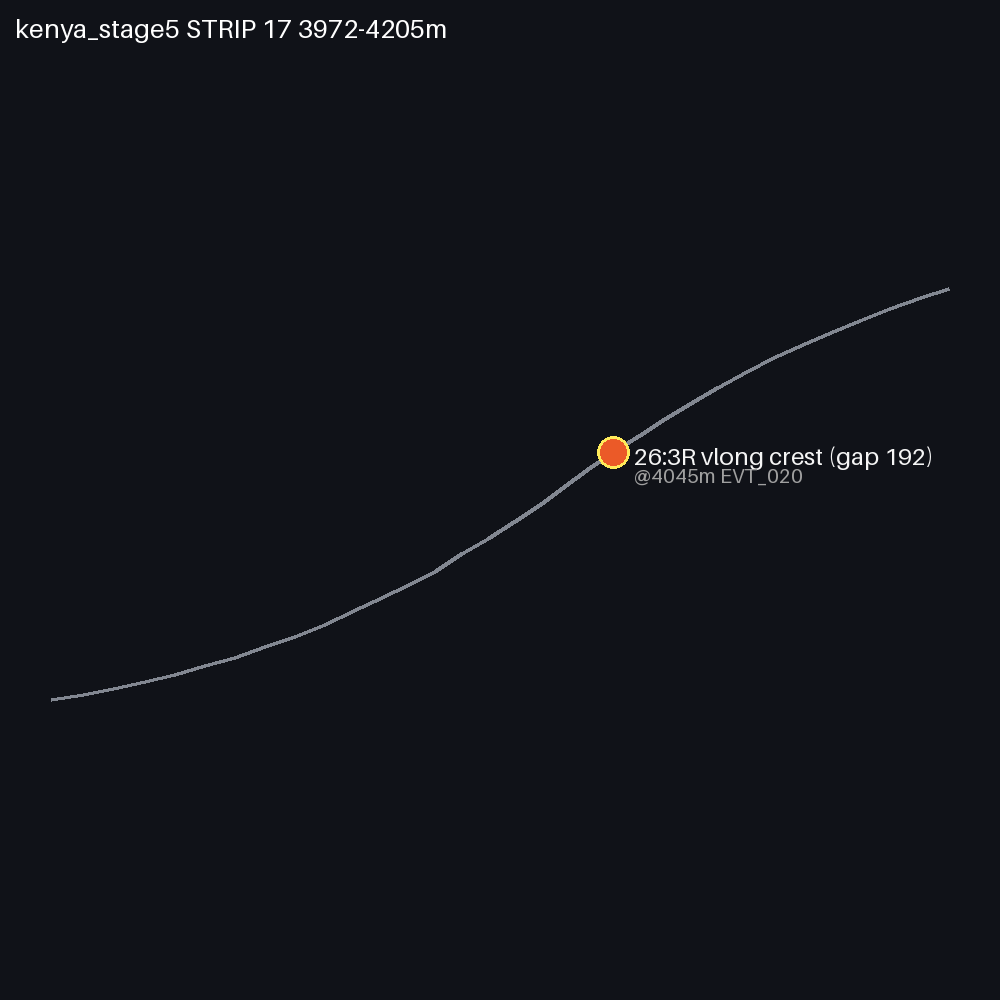 kenya_stage5 STRIP 17 3972-4205m
26:3R vlong crest (gap 192)
@4045m EVT_020